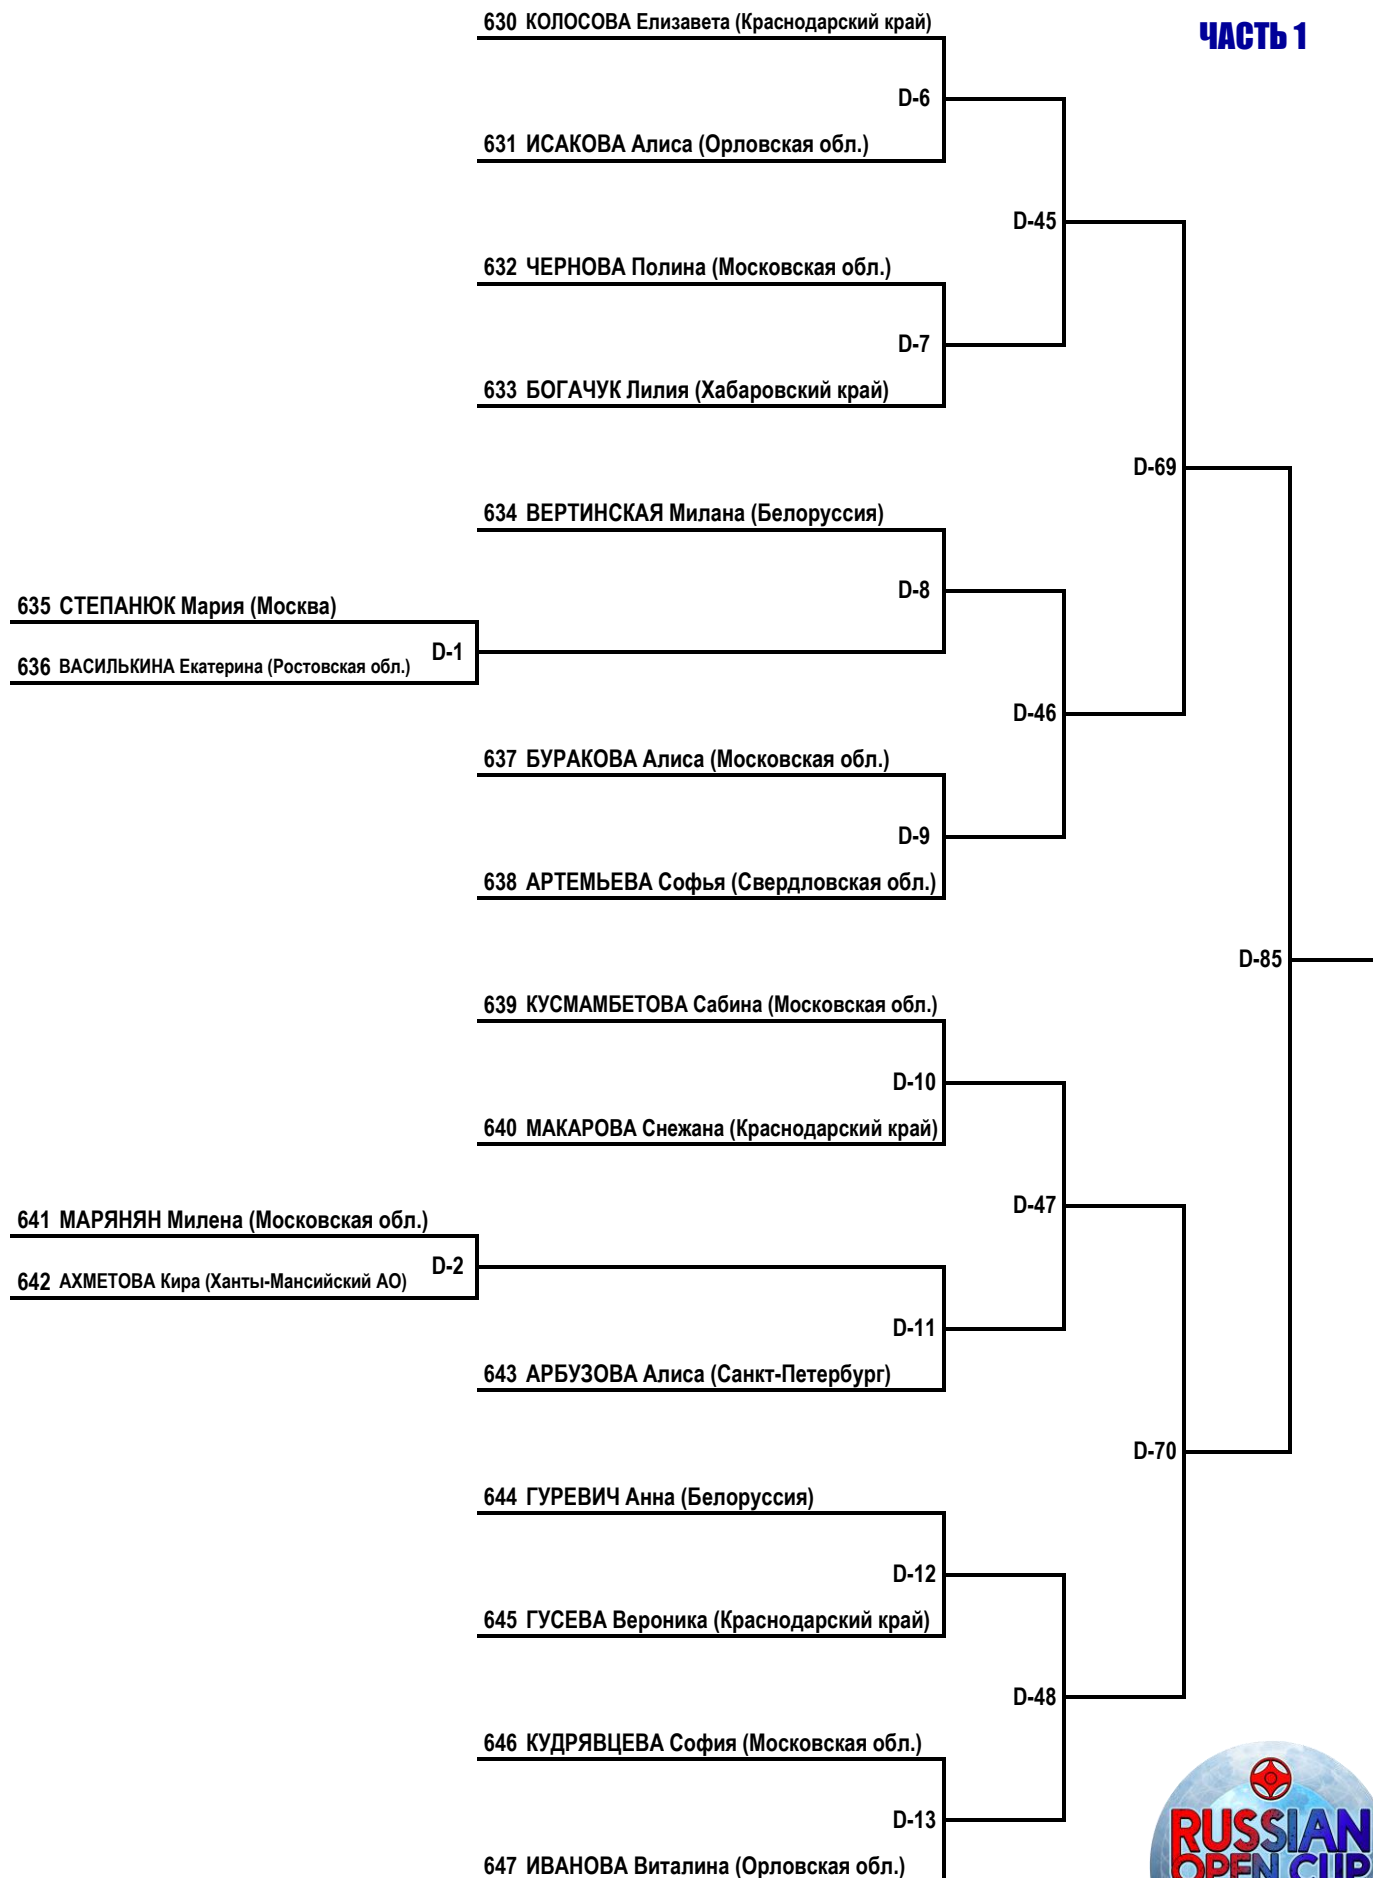 630 КОЛОСОВА Елизавета (Краснодарский край)
ЧАСТЬ 1
D-6
631 ИСАКОВА Алиса (Орловская обл.)
D-45
632 ЧЕРНОВА Полина (Московская обл.)
D-7
633 БОГАЧУК Лилия (Хабаровский край)
D-69
634 ВЕРТИНСКАЯ Милана (Белоруссия)
D-8
635 СТЕПАНЮК Мария (Москва)
D-1
636 ВАСИЛЬКИНА Екатерина (Ростовская обл.)
D-46
637 БУРАКОВА Алиса (Московская обл.)
D-9
638 АРТЕМЬЕВА Софья (Свердловская обл.)
D-85
639 КУСМАМБЕТОВА Сабина (Московская обл.)
D-10
640 МАКАРОВА Снежана (Краснодарский край)
D-47
641 МАРЯНЯН Милена (Московская обл.)
D-2
642 АХМЕТОВА Кира (Ханты-Мансийский АО)
D-11
643 АРБУЗОВА Алиса (Санкт-Петербург)
D-70
644 ГУРЕВИЧ Анна (Белоруссия)
D-12
645 ГУСЕВА Вероника (Краснодарский край)
D-48
646 КУДРЯВЦЕВА София (Московская обл.)
D-13
647 ИВАНОВА Виталина (Орловская обл.)
RUSSIAN
OPEN CUP